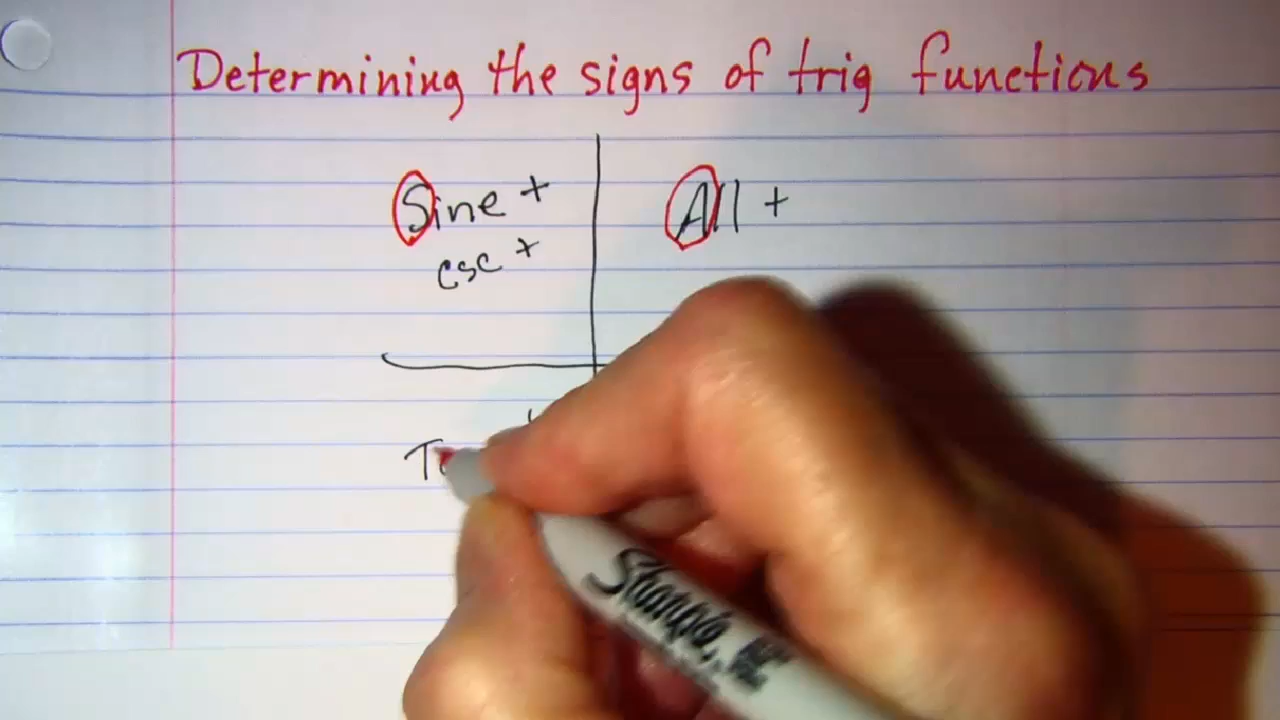 Determining the signs of trig functions
Sine + All +
csc +
Sharpie